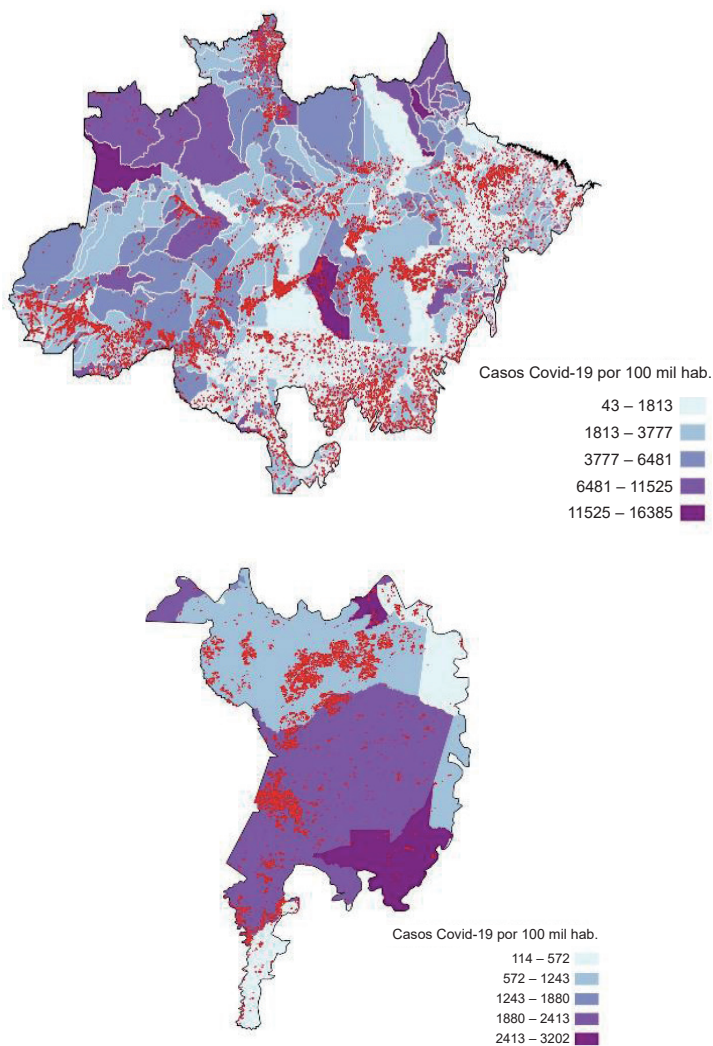 Casos Covid-19 por 100 mil hab.
43 – 1813
1813 – 3777
3777 – 6481
6481 – 11525
11525 – 16385
Casos Covid-19 por 100 mil hab.
114 – 572
572 – 1243
1243 – 1880
1880 – 2413
2413 – 3202